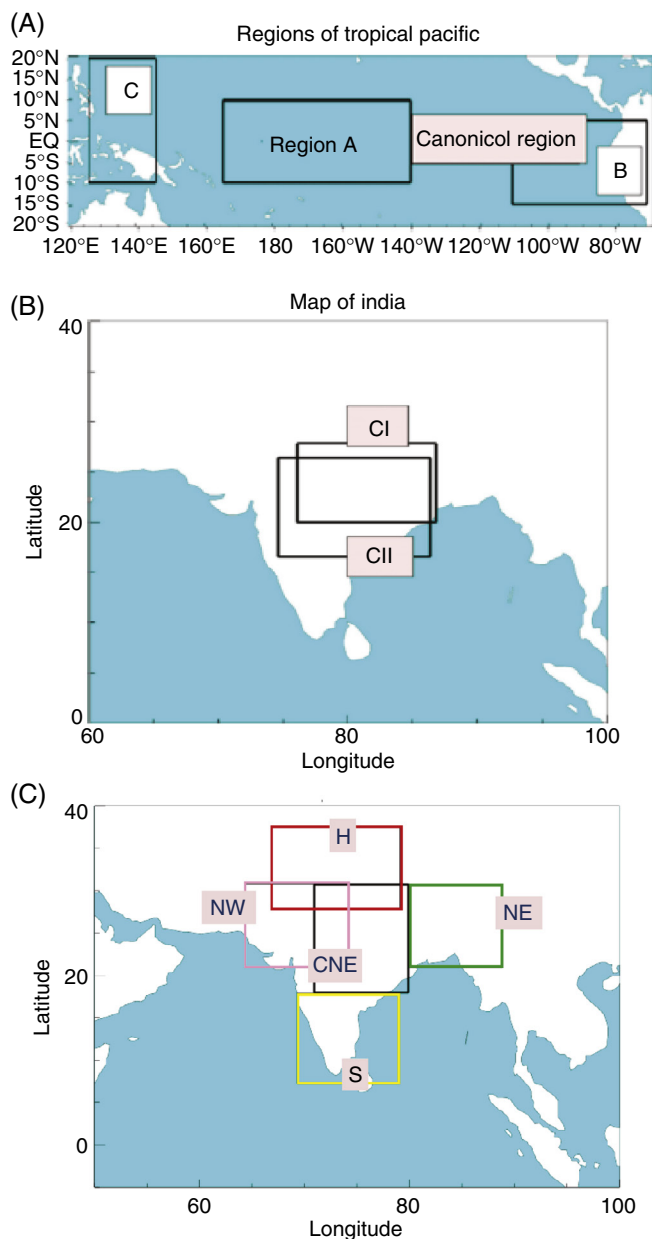 (A)
Regions of tropical pacific
20°N
15°N
10°N
5°N
EQ
5°S
10°S
15°S
20°S
C
Region A
Canonicol region
B
120°E 140°E 160°E 180 160°W 140°W 120°W 100°W 80°W
(B)
Map of india
40
20
0
Latitude
CI
CII
60 80 100
Longitude
(C)
40
20
0
Latitude
H
NW
NE
CNE
S
60 80 100
Longitude